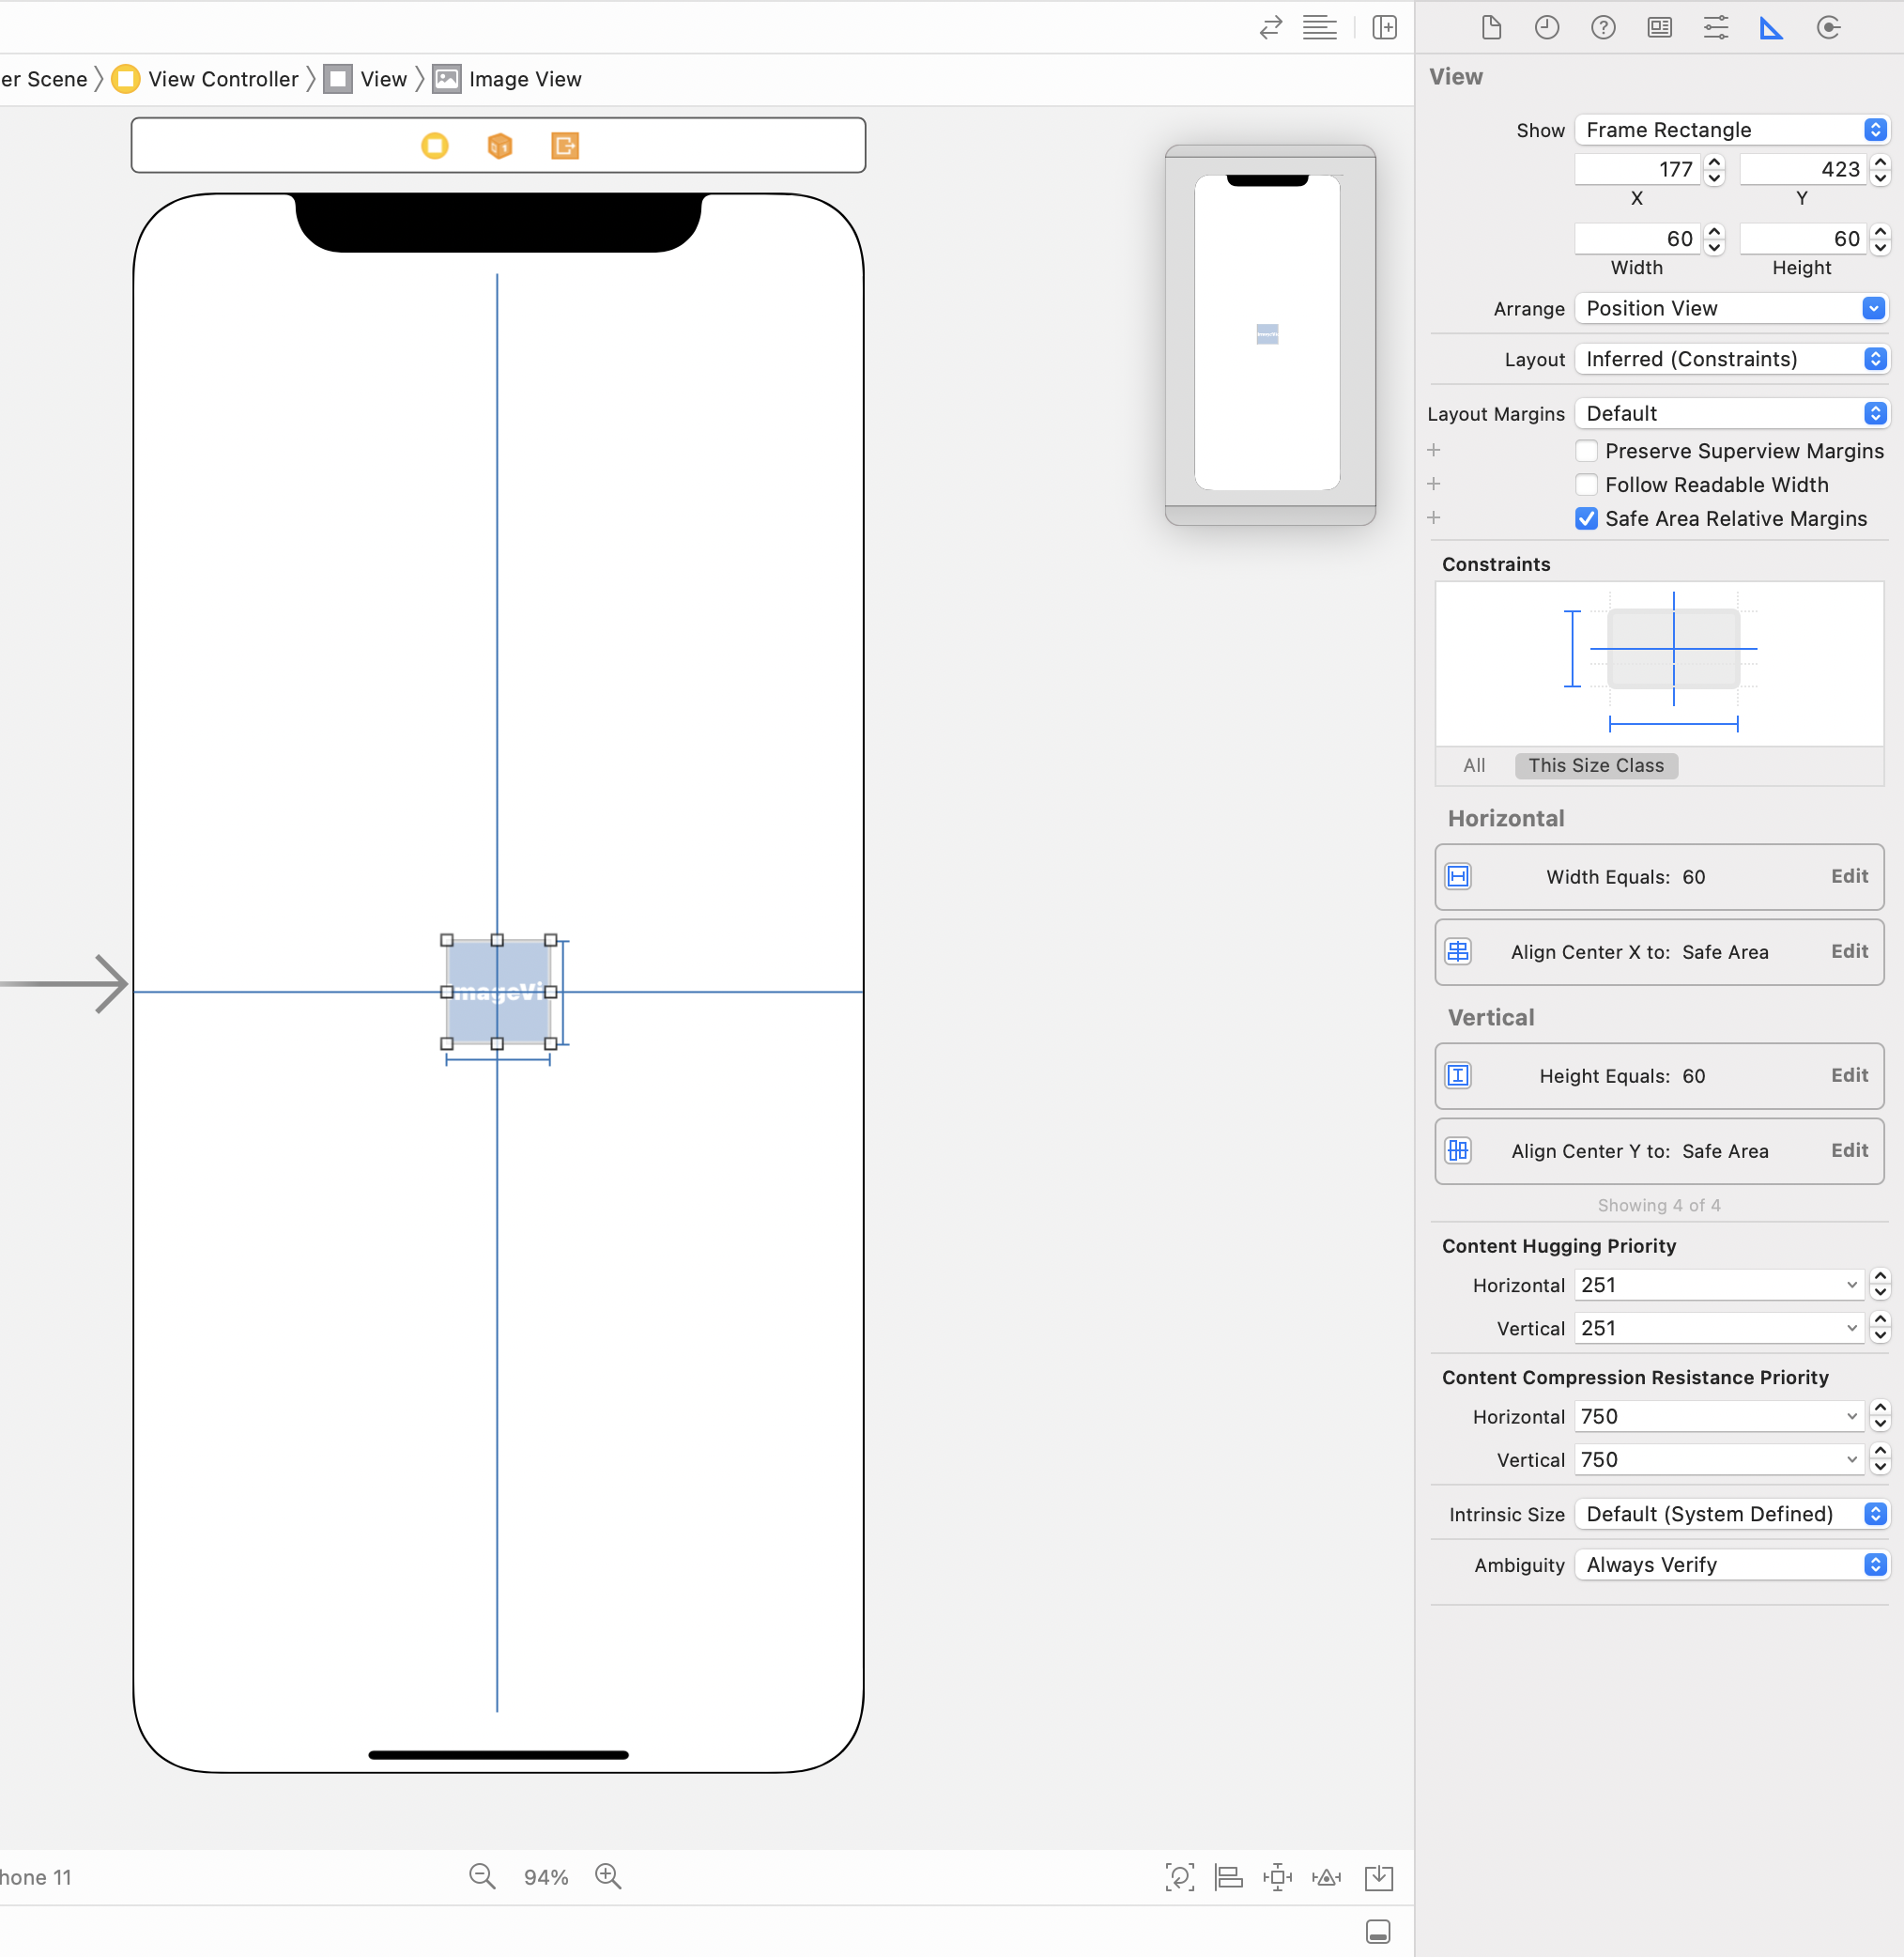 er Scene 〉 View Controller 〉 View 〉 Image View
View
Show Frame Rectangle
177 423
X Y
60 60
Width Height
Arrange Position View
Layout Inferred (Constraints)
Layout Margins Default
+ Preserve Superview Margins
+ Follow Readable Width
+ Safe Area Relative Margins
Constraints
All This Size Class
Horizontal
Width Equals: 60 Edit
Align Center X to: Safe Area Edit
Vertical
Height Equals: 60 Edit
Align Center Y to: Safe Area Edit
Showing 4 of 4
Content Hugging Priority
Horizontal 251
Vertical 251
Content Compression Resistance Priority
Horizontal 750
Vertical 750
Intrinsic Size Default (System Defined)
Ambiguity Always Verify
mageVi
hone 11 94%